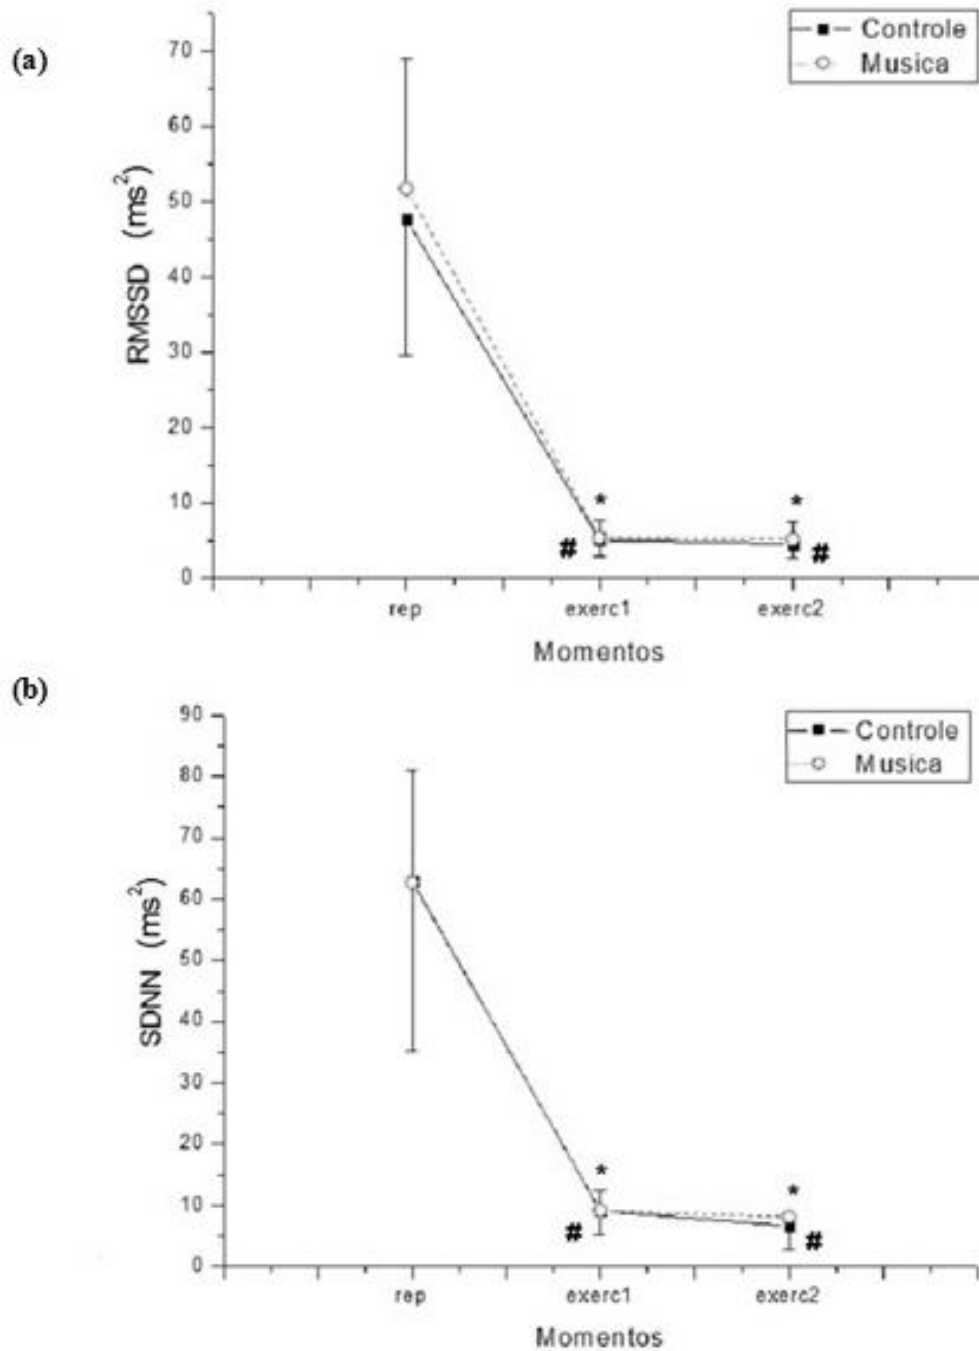 (a)
Controle
Musica
70
60
50
40
30
20
10
0
RMSSD (ms²)
*
*
#
#
rep exerc1 exerc2
Momentos
(b)
Controle
Musica
90
80
70
60
50
40
30
20
10
0
SDNN (ms²)
*
*
#
#
rep exerc1 exerc2
Momentos